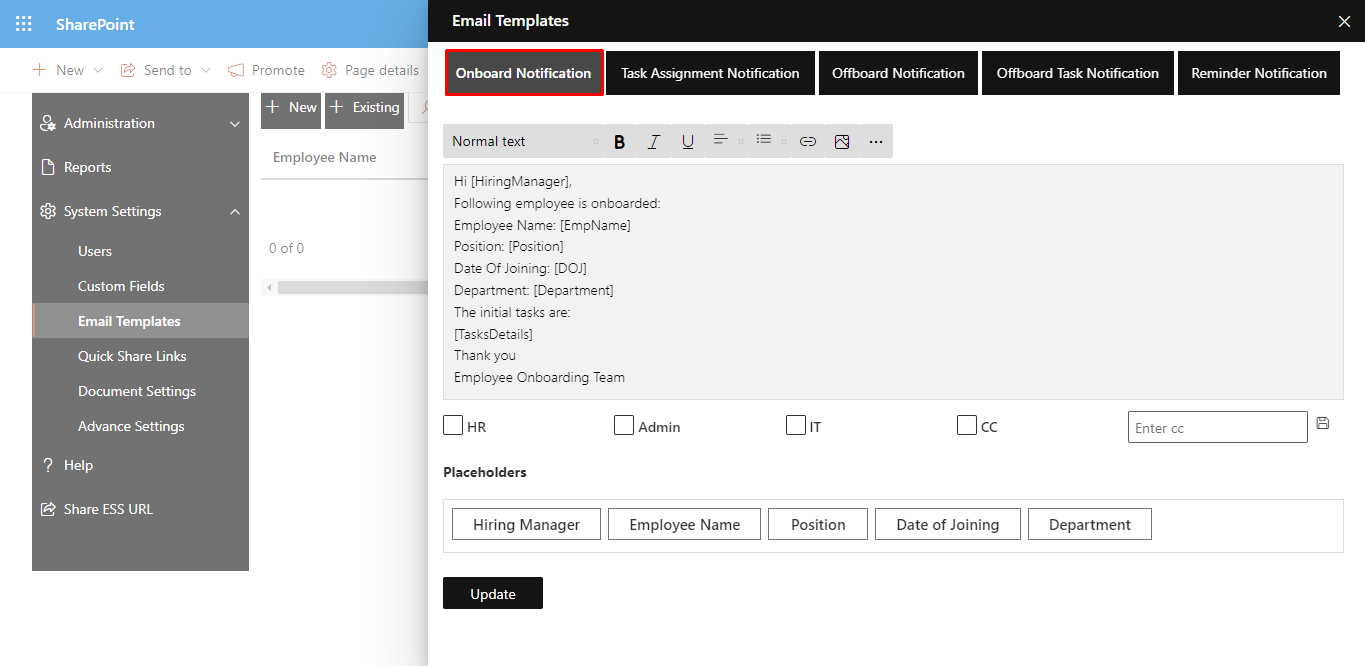 SharePoint
New
Send to
Promote
Page details
Administration
Reports
System Settings
Users
Custom Fields
Email Templates
Quick Share Links
Document Settings
Advance Settings
Help
Share ESS URL
New
Existing
Employee Name
0 of 0
Email Templates
Onboard Notification
Task Assignment Notification
Offboard Notification
Offboard Task Notification
Reminder Notification
Normal text
B
I
U
Hi [HiringManager],
Following employee is onboarded:
Employee Name: [EmpName]
Position: [Position]
Date Of Joining: [DOJ]
Department: [Department]
The initial tasks are:
[TasksDetails]
Thank you
Employee Onboarding Team
HR
Admin
IT
CC
Enter cc
Placeholders
Hiring Manager
Employee Name
Position
Date of Joining
Department
Update